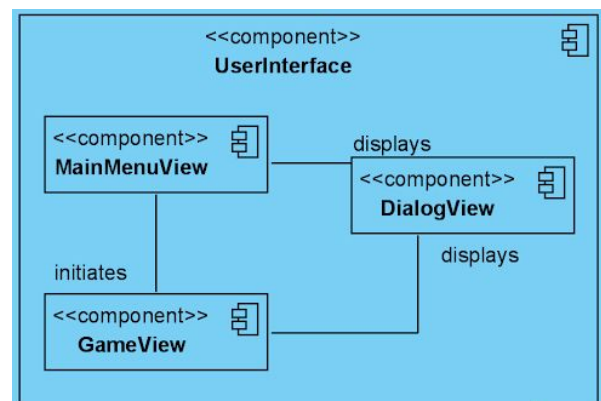 <<component>>
UserInterface
<<component>>
MainMenuView
displays
<<component>>
DialogView
displays
initiates
<<component>>
GameView